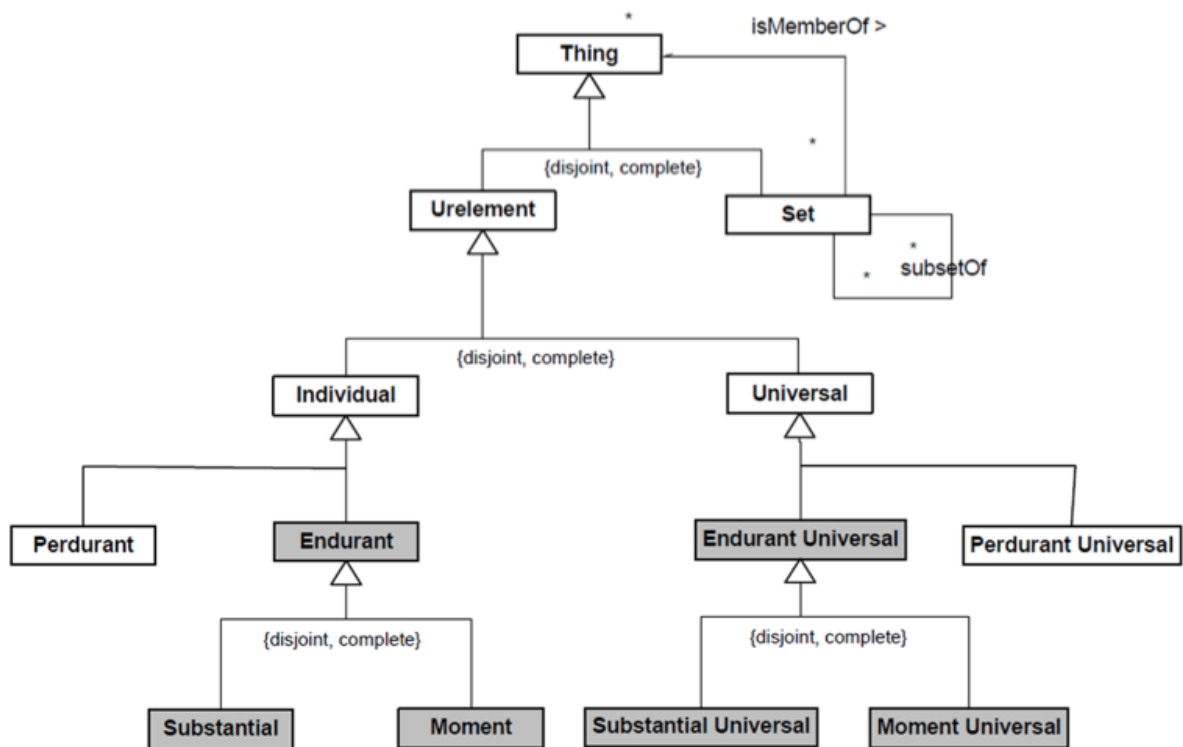 *
isMemberOf >
Thing
*
{disjoint, complete}
Urelement
Set
*
subsetOf
*
{disjoint, complete}
Individual
Universal
Perdurant
Endurant
Endurant Universal
Perdurant Universal
{disjoint, complete}
{disjoint, complete}
Substantial
Moment
Substantial Universal
Moment Universal